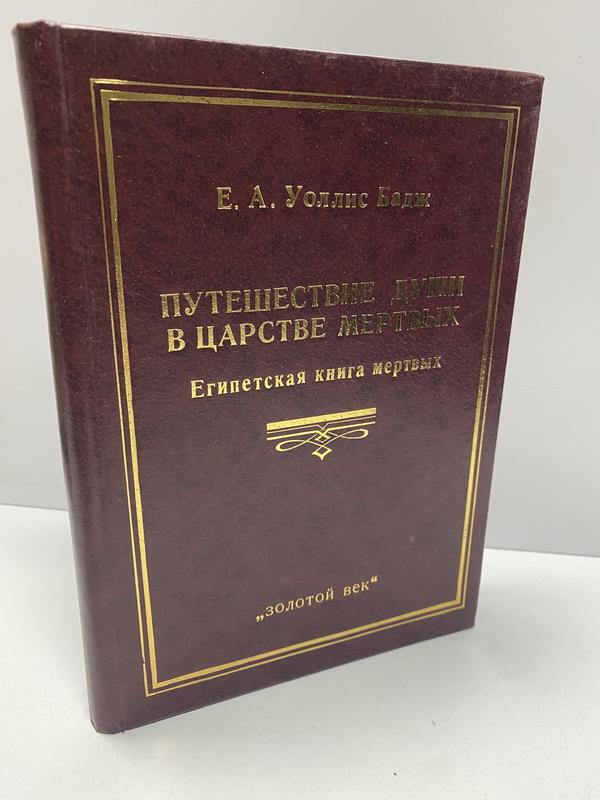 Е. А. Уоллис Бадж
ПУТЕШЕСТВИЕ ДУШИ
В ЦАРСТВЕ МЕРТВЫХ
Египетская книга мертвых
„золотой век“